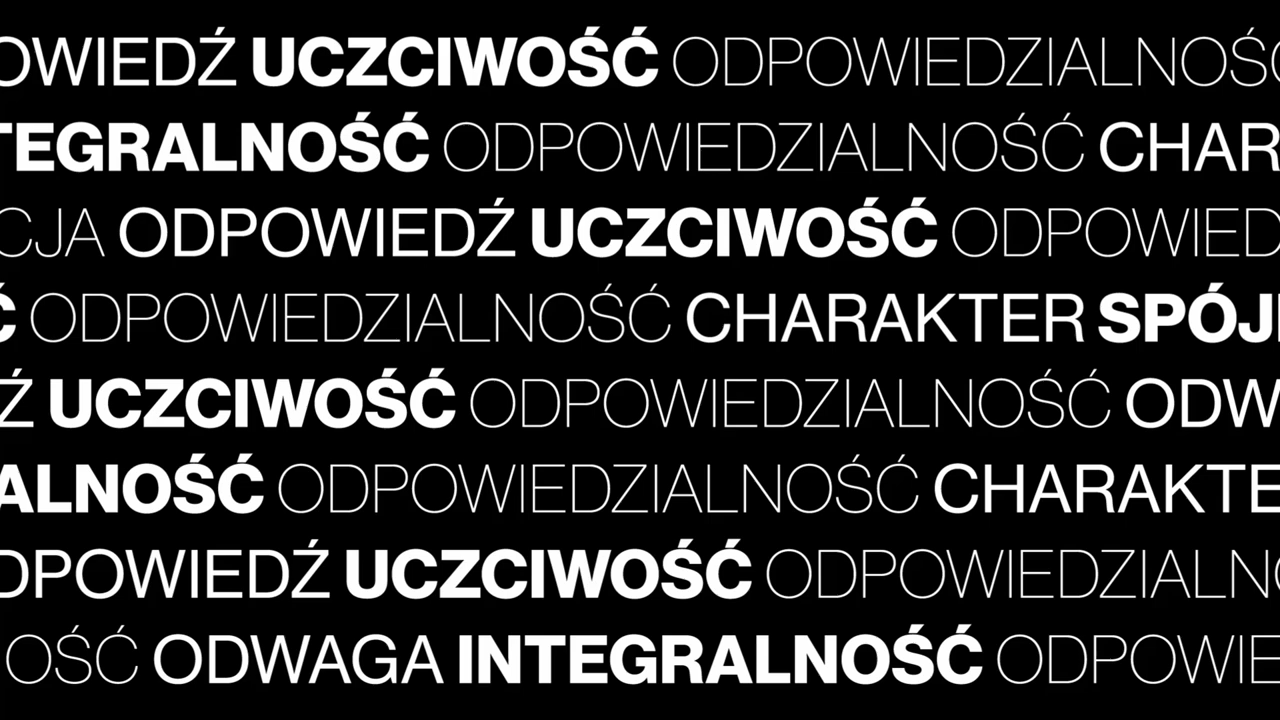 OWIEDŹ UCZCIWOŚĆ ODPOWIEDZIALNOŚ
TEGRALNOŚĆ ODPOWIEDZIALNOŚĆ CHAR
CJA ODPOWIEDŹ UCZCIWOŚĆ ODPOWIED
Ć ODPOWIEDZIALNOŚĆ CHARAKTER SPÓJ
Ź UCZCIWOŚĆ ODPOWIEDZIALNOŚĆ ODW
ALNOŚĆ ODPOWIEDZIALNOŚĆ CHARAKTE
DPOWIEDŹ UCZCIWOŚĆ ODPOWIEDZIALNO
OŚĆ ODWAGA INTEGRALNOŚĆ ODPOWIE